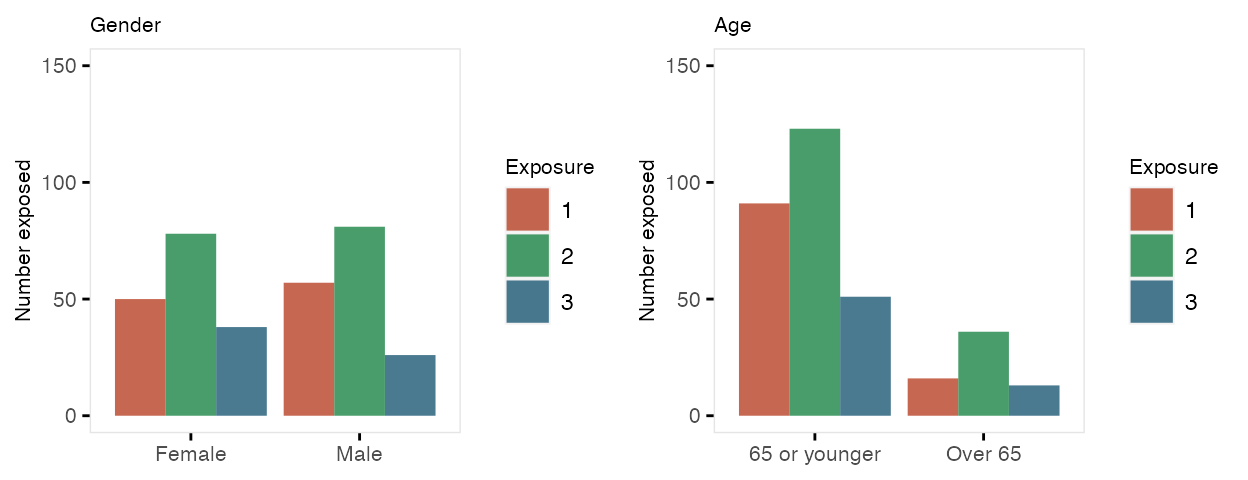 Gender
150
100
50
0
Number exposed
Female Male
Exposure
1
2
3
Age
150
100
50
0
Number exposed
65 or younger Over 65
Exposure
1
2
3